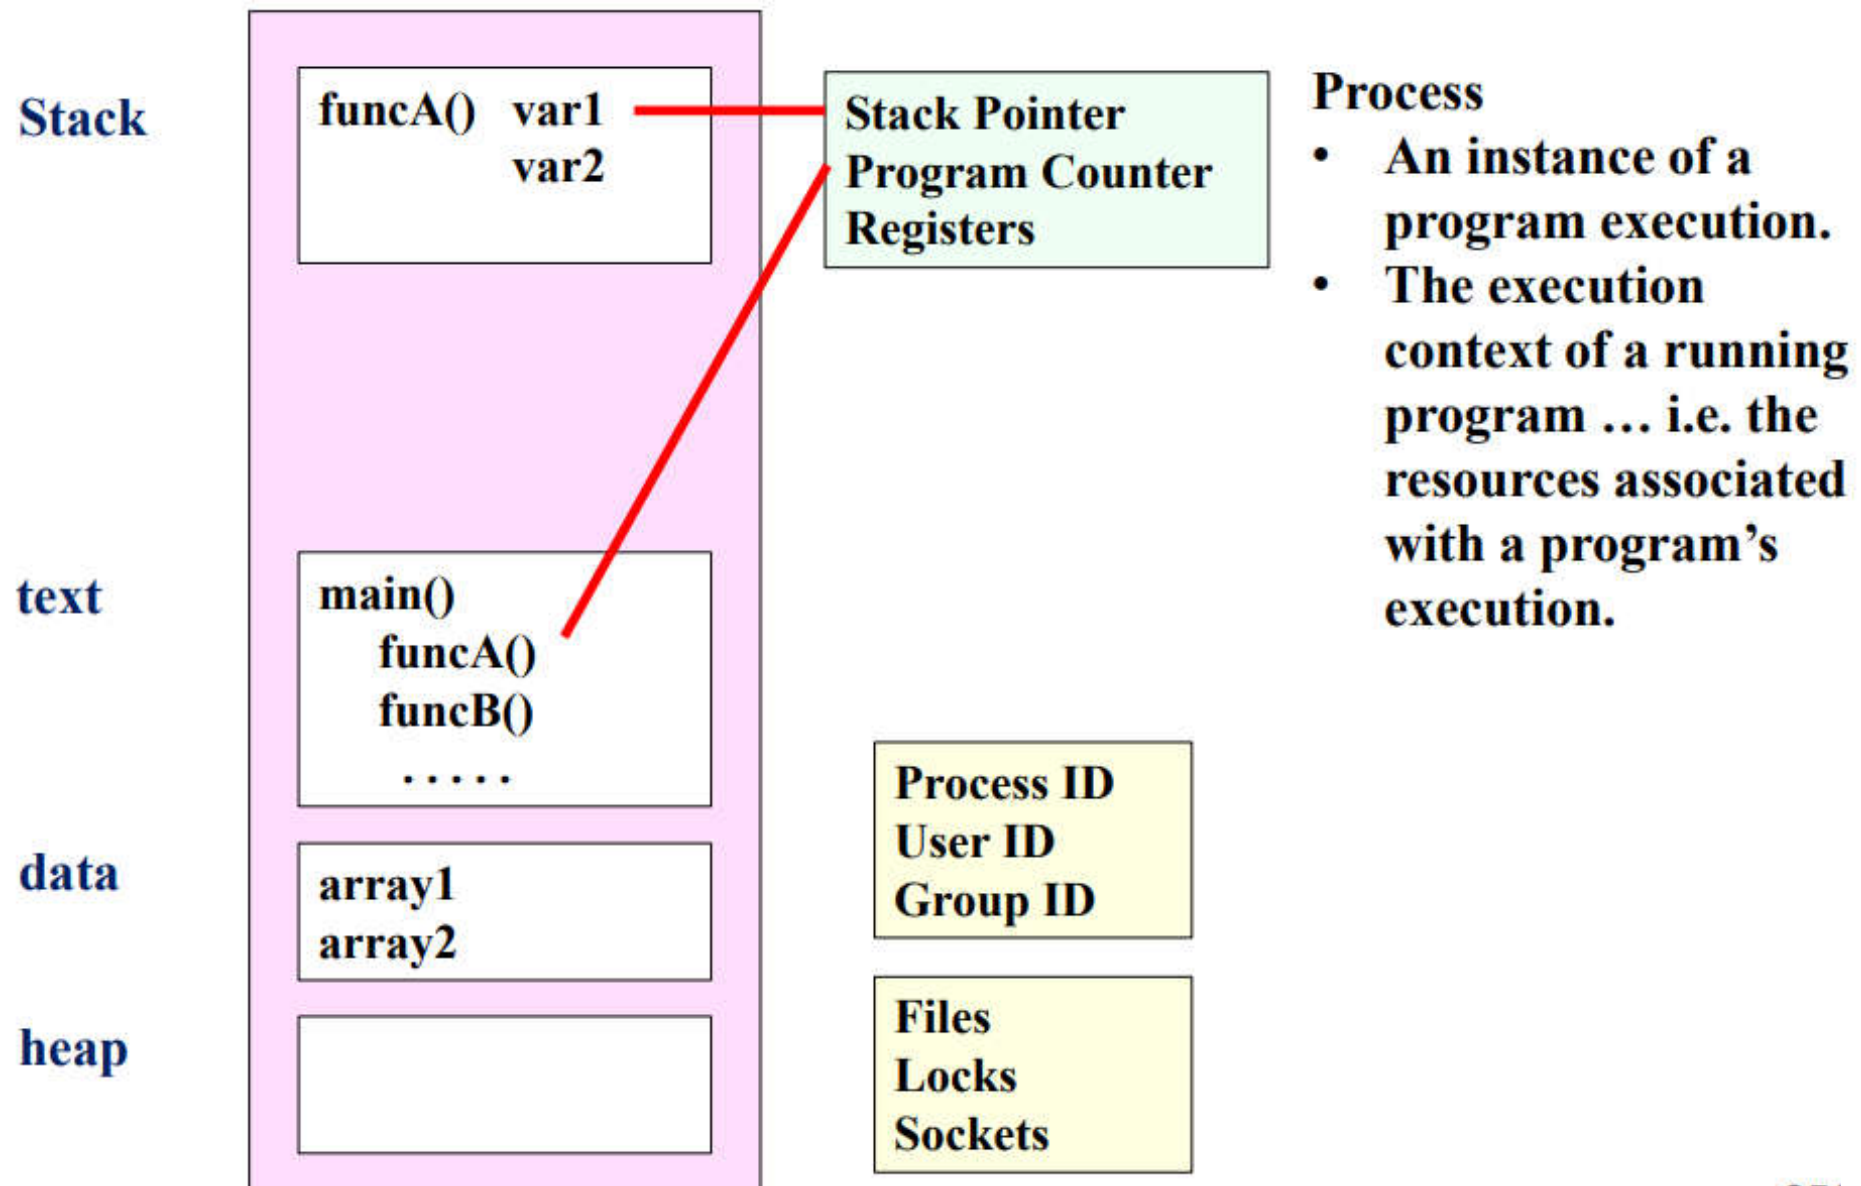 Stack
funcA() var1
var2
Stack Pointer
Program Counter
Registers
Process
• An instance of a
program execution.
• The execution
context of a running
program … i.e. the
resources associated
with a program’s
execution.
text
main()
funcA()
funcB()
. . . . .
data
array1
array2
heap
Process ID
User ID
Group ID
Files
Locks
Sockets